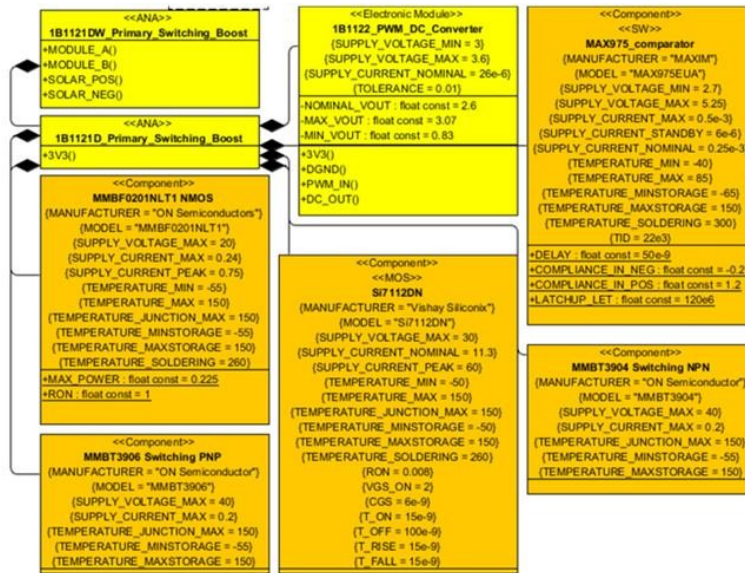 <<ANA>>
1B1121DW_Primary_Switching_Boost
+MODULE_A()
+MODULE_B()
+SOLAR_POS()
+SOLAR_NEG()
<<ANA>>
1B1121D_Primary_Switching_Boost
+3V3()
<<Electronic Module>>
1B1122_PWM_DC_Converter
{SUPPLY_VOLTAGE_MIN = 3}
{SUPPLY_VOLTAGE_MAX = 3.6}
{SUPPLY_CURRENT_NOMINAL = 26e-6}
{TOLERANCE = 0.01}
-NOMINAL_VOUT : float const = 2.6
-MAX_VOUT : float const = 3.07
-MIN_VOUT : float const = 0.83
+3V3()
+DGND()
+PWM_IN()
+DC_OUT()
<<Component>>
<<SW>>
MAX975_comparator
{MANUFACTURER = "MAXIM}
{MODEL = "MAX975EUA"}
{SUPPLY_VOLTAGE_MIN = 2.7}
{SUPPLY_VOLTAGE_MAX = 5.25}
{SUPPLY_CURRENT_MAX = 0.5e-3}
{SUPPLY_CURRENT_STANDBY = 6e-6}
{SUPPLY_CURRENT_NOMINAL = 0.25e-3}
{TEMPERATURE_MIN = -40}
{TEMPERATURE_MAX = 85}
{TEMPERATURE_MINSTORAGE = -65}
{TEMPERATURE_MAXSTORAGE = 150}
{TEMPERATURE_SOLDERING = 300}
{TID = 22e3}
+DELAY : float const = 50e-9
+COMPLIANCE_IN_NEG : float const = -0.2
+COMPLIANCE_IN_POS : float const = 1.2
+LATCHUP_LET : float const = 120e6
<<Component>>
MMBF0201NLT1 NMOS
{MANUFACTURER = "ON Semiconductors"}
{MODEL = "MMBF0201NLT1"}
{SUPPLY_VOLTAGE_MAX = 20}
{SUPPLY_CURRENT_MAX = 0.24}
{SUPPLY_CURRENT_PEAK = 0.75}
{TEMPERATURE_MIN = -55}
{TEMPERATURE_MAX = 150}
{TEMPERATURE_JUNCTION_MAX = 150}
{TEMPERATURE_MINSTORAGE = -55}
{TEMPERATURE_MAXSTORAGE = 150}
{TEMPERATURE_SOLDERING = 260}
+MAX_POWER : float const = 0.225
+RON : float const = 1
<<Component>>
<<MOS>>
Si7112DN
{MANUFACTURER = "Vishay Siliconix"}
{MODEL = "Si7112DN"}
{SUPPLY_VOLTAGE_MAX = 30}
{SUPPLY_CURRENT_NOMINAL = 11.3}
{SUPPLY_CURRENT_PEAK = 60}
{TEMPERATURE_MIN = -50}
{TEMPERATURE_MAX = 150}
{TEMPERATURE_JUNCTION_MAX = 150}
{TEMPERATURE_MINSTORAGE = -50}
{TEMPERATURE_MAXSTORAGE = 150}
{TEMPERATURE_SOLDERING = 260}
{RON = 0.008}
{VGS_ON = 2}
{CGS = 6e-9}
{T_ON = 15e-9}
{T_OFF = 100e-9}
{T_RISE = 15e-9}
{T_FALL = 15e-9}
<<Component>>
MMBT3904 Switching NPN
{MANUFACTURER = "ON Semiconductor"}
{MODEL = "MMBT3904"}
{SUPPLY_VOLTAGE_MAX = 40}
{SUPPLY_CURRENT_MAX = 0.2}
{TEMPERATURE_JUNCTION_MAX = 150}
{TEMPERATURE_MINSTORAGE = -55}
{TEMPERATURE_MAXSTORAGE = 150}
<<Component>>
MMBT3906 Switching PNP
{MANUFACTURER = "ON Semiconductor"}
{MODEL = "MMBT3906"}
{SUPPLY_VOLTAGE_MAX = 40}
{SUPPLY_CURRENT_MAX = 0.2}
{TEMPERATURE_JUNCTION_MAX = 150}
{TEMPERATURE_MINSTORAGE = -55}
{TEMPERATURE_MAXSTORAGE = 150}